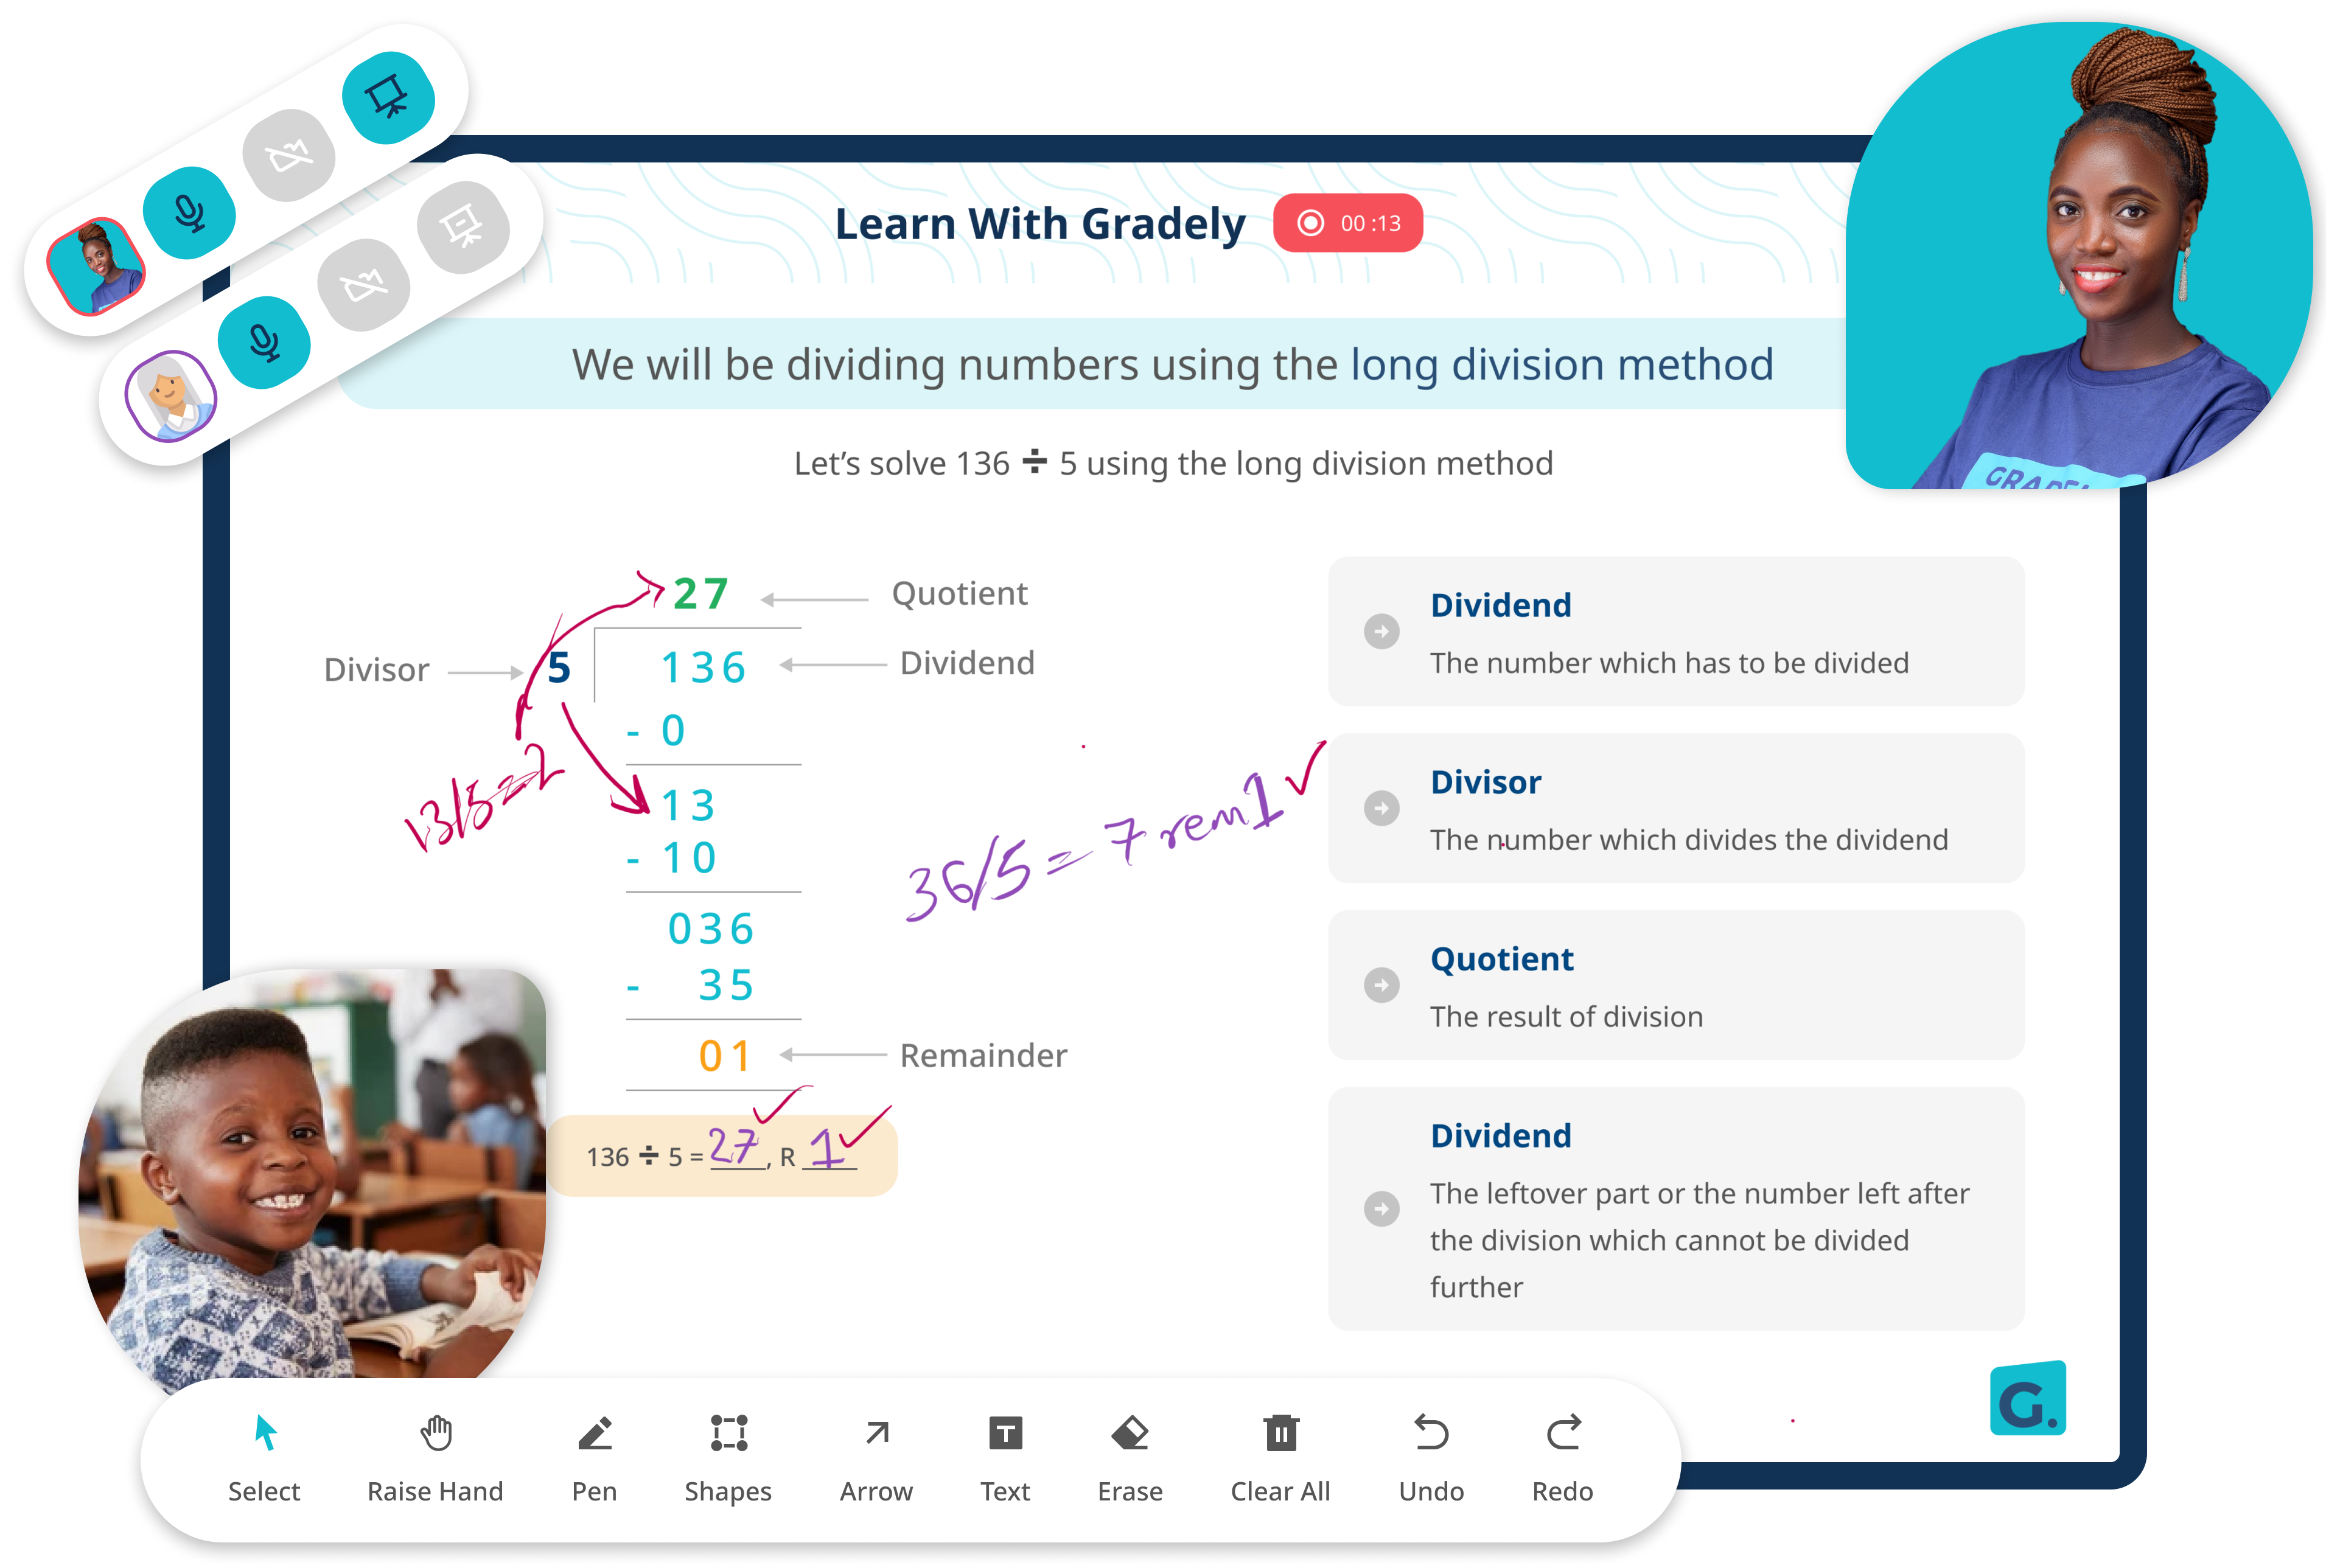 Learn With Gradely 00 :13
We will be dividing numbers using the long division method
Let’s solve 136 ÷ 5 using the long division method
27 Quotient
Divisor 5 136 Dividend
- 0
13
- 10
036
- 35
01 Remainder
13/5=2
36/5 = 7 rem 1 ✓
136 ÷ 5 = 27 ✓, R 1 ✓
Dividend
The number which has to be divided
Divisor
The number which divides the dividend
Quotient
The result of division
Dividend
The leftover part or the number left after
the division which cannot be divided
further
G.
Select Raise Hand Pen Shapes Arrow Text Erase Clear All Undo Redo